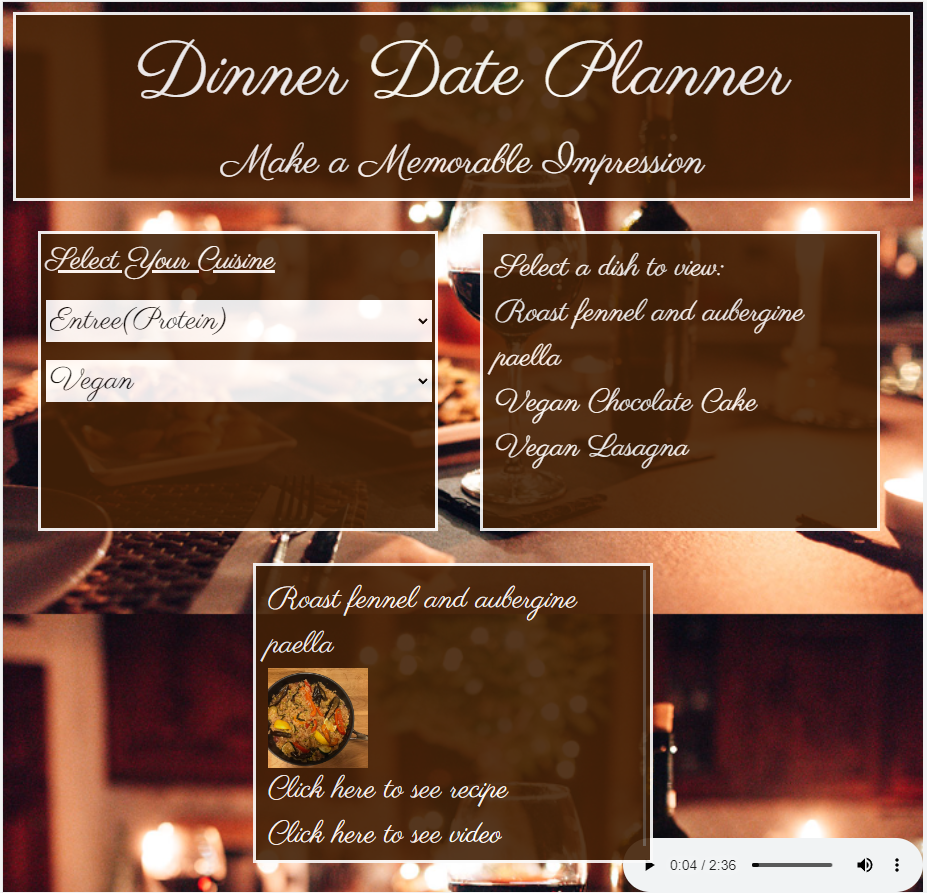 Dinner Date Planner
Make a Memorable Impression
Select Your Cuisine
Entree(Protein)
Vegan
Select a dish to view:
Roast fennel and aubergine
paella
Vegan Chocolate Cake
Vegan Lasagna
Roast fennel and aubergine
paella
Click here to see recipe
Click here to see video
0:04 / 2:36